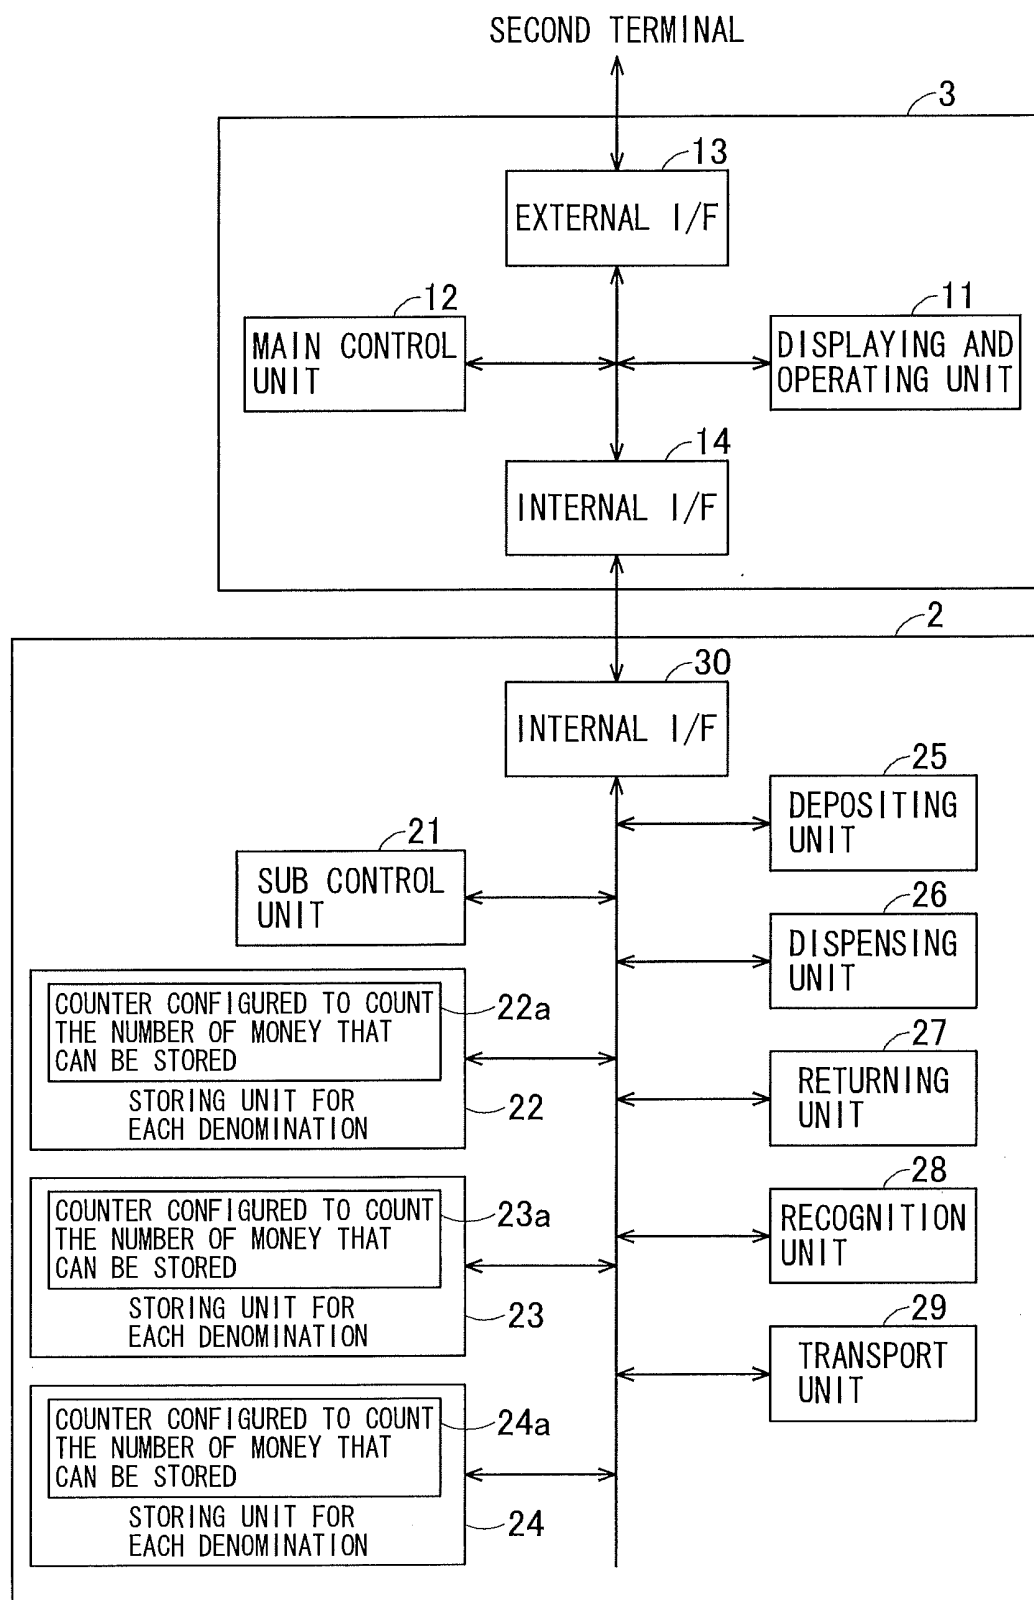 SECOND TERMINAL
3
13
EXTERNAL I/F
12
MAIN CONTROL
UNIT
11
DISPLAYING AND
OPERATING UNIT
14
INTERNAL I/F
2
30
INTERNAL I/F
25
DEPOSITING
UNIT
21
SUB CONTROL
UNIT
26
DISPENSING
UNIT
COUNTER CONFIGURED TO COUNT
THE NUMBER OF MONEY THAT
CAN BE STORED
22a
STORING UNIT FOR
EACH DENOMINATION
22
27
RETURNING
UNIT
COUNTER CONFIGURED TO COUNT
THE NUMBER OF MONEY THAT
CAN BE STORED
23a
STORING UNIT FOR
EACH DENOMINATION
23
28
RECOGNITION
UNIT
29
TRANSPORT
UNIT
COUNTER CONFIGURED TO COUNT
THE NUMBER OF MONEY THAT
CAN BE STORED
24a
STORING UNIT FOR
EACH DENOMINATION
24